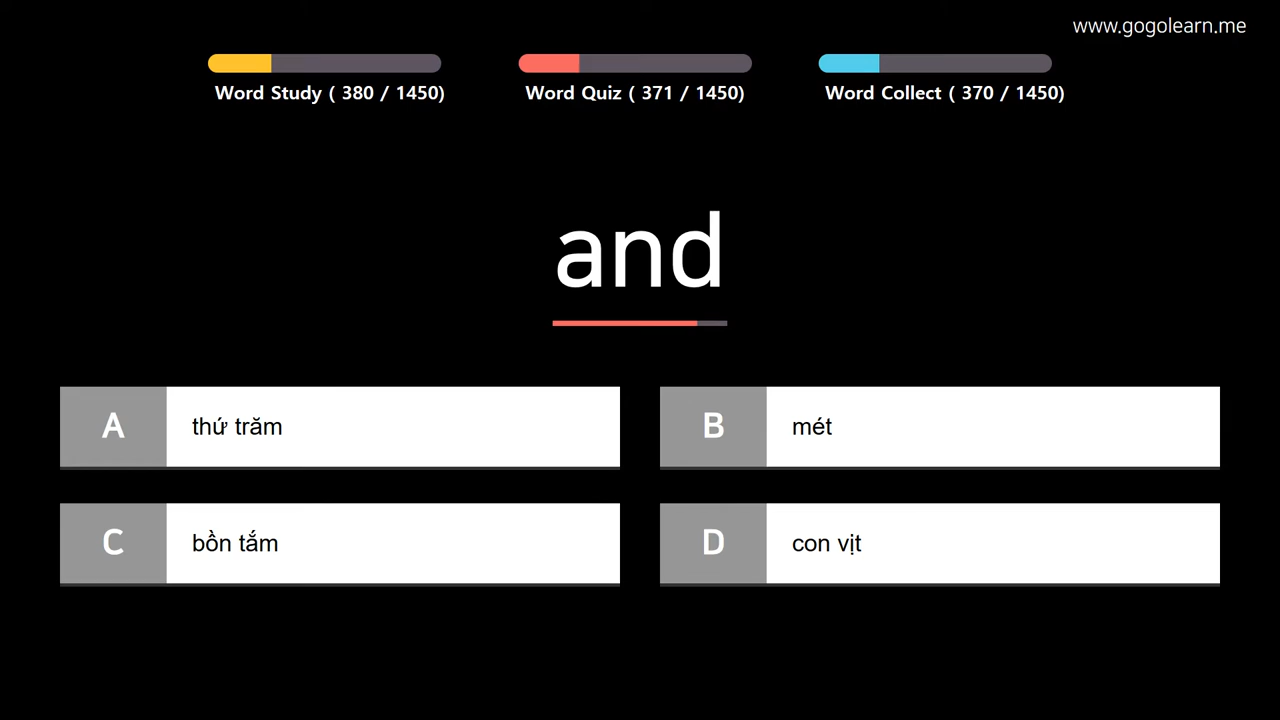 www.gogolearn.me
Word Study ( 380 / 1450)
Word Quiz ( 371 / 1450)
Word Collect ( 370 / 1450)
and
A thứ trăm
B mét
C bồn tắm
D con vịt